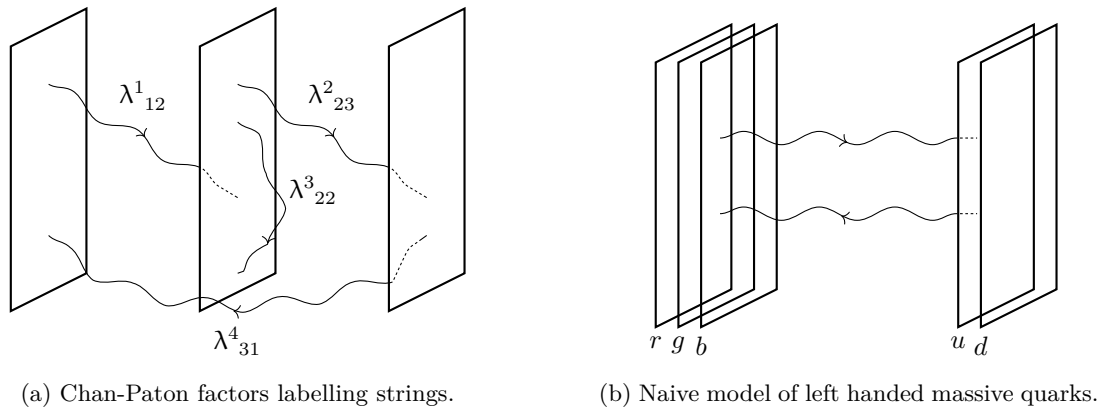 λ¹₁₂
λ²₂₃
λ³₂₂
λ⁴₃₁
r g b
u d
(a) Chan-Paton factors labelling strings.
(b) Naive model of left handed massive quarks.